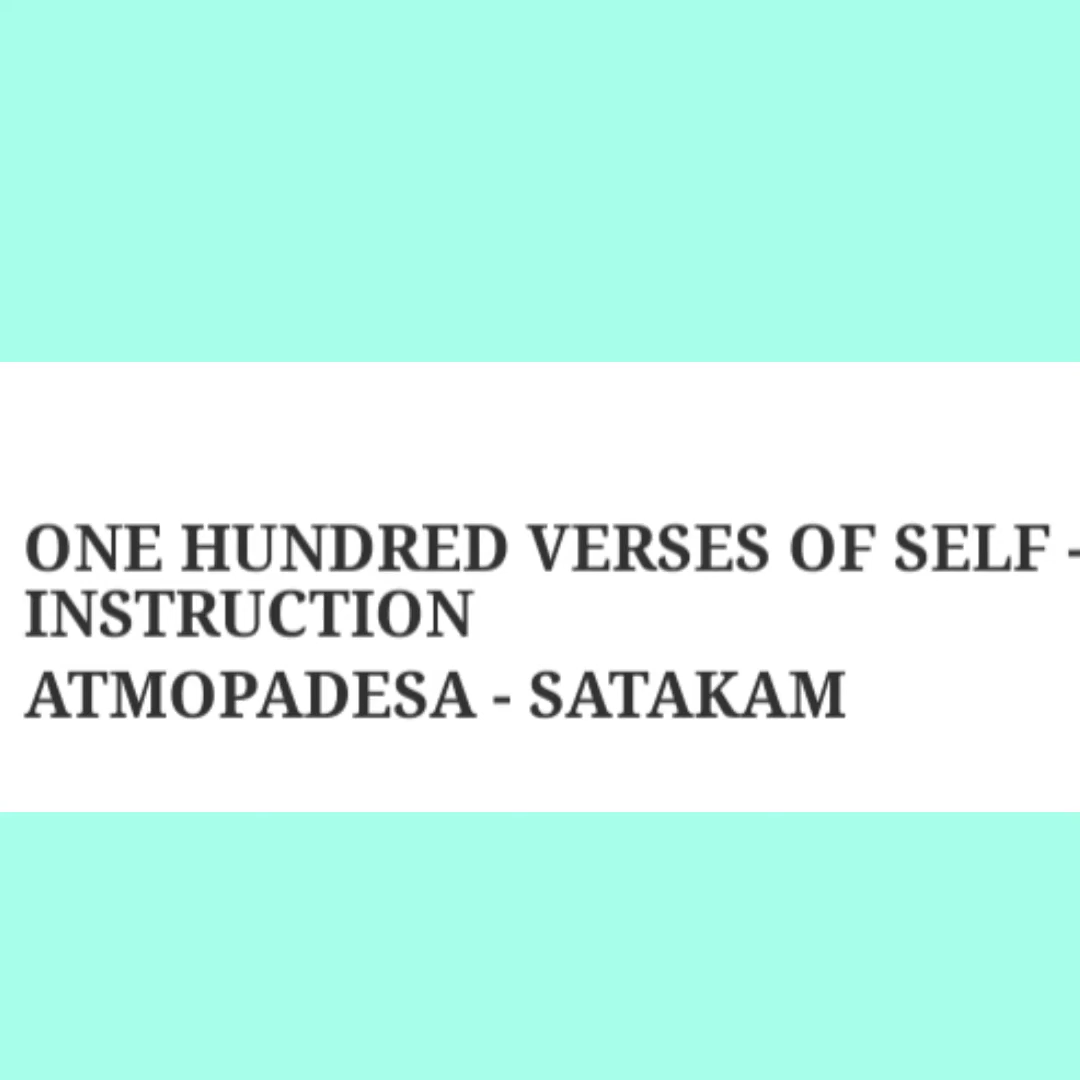 ONE HUNDRED VERSES OF SELF -
INSTRUCTION
ATMOPADESA - SATAKAM